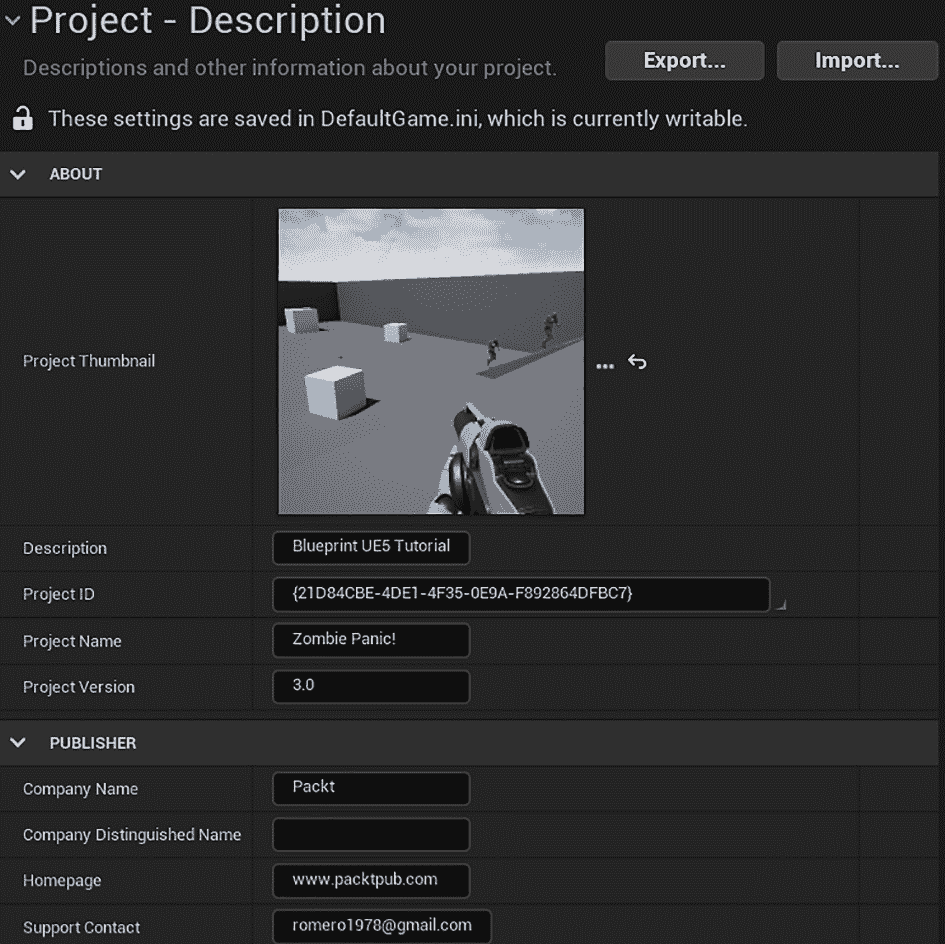 Project - Description
Descriptions and other information about your project.
Export...
Import...
These settings are saved in DefaultGame.ini, which is currently writable.
ABOUT
Project Thumbnail
Description
Blueprint UE5 Tutorial
Project ID
{21D84CBE-4DE1-4F35-0E9A-F892864DFBC7}
Project Name
Zombie Panic!
Project Version
3.0
PUBLISHER
Company Name
Packt
Company Distinguished Name
Homepage
www.packtpub.com
Support Contact
romero1978@gmail.com